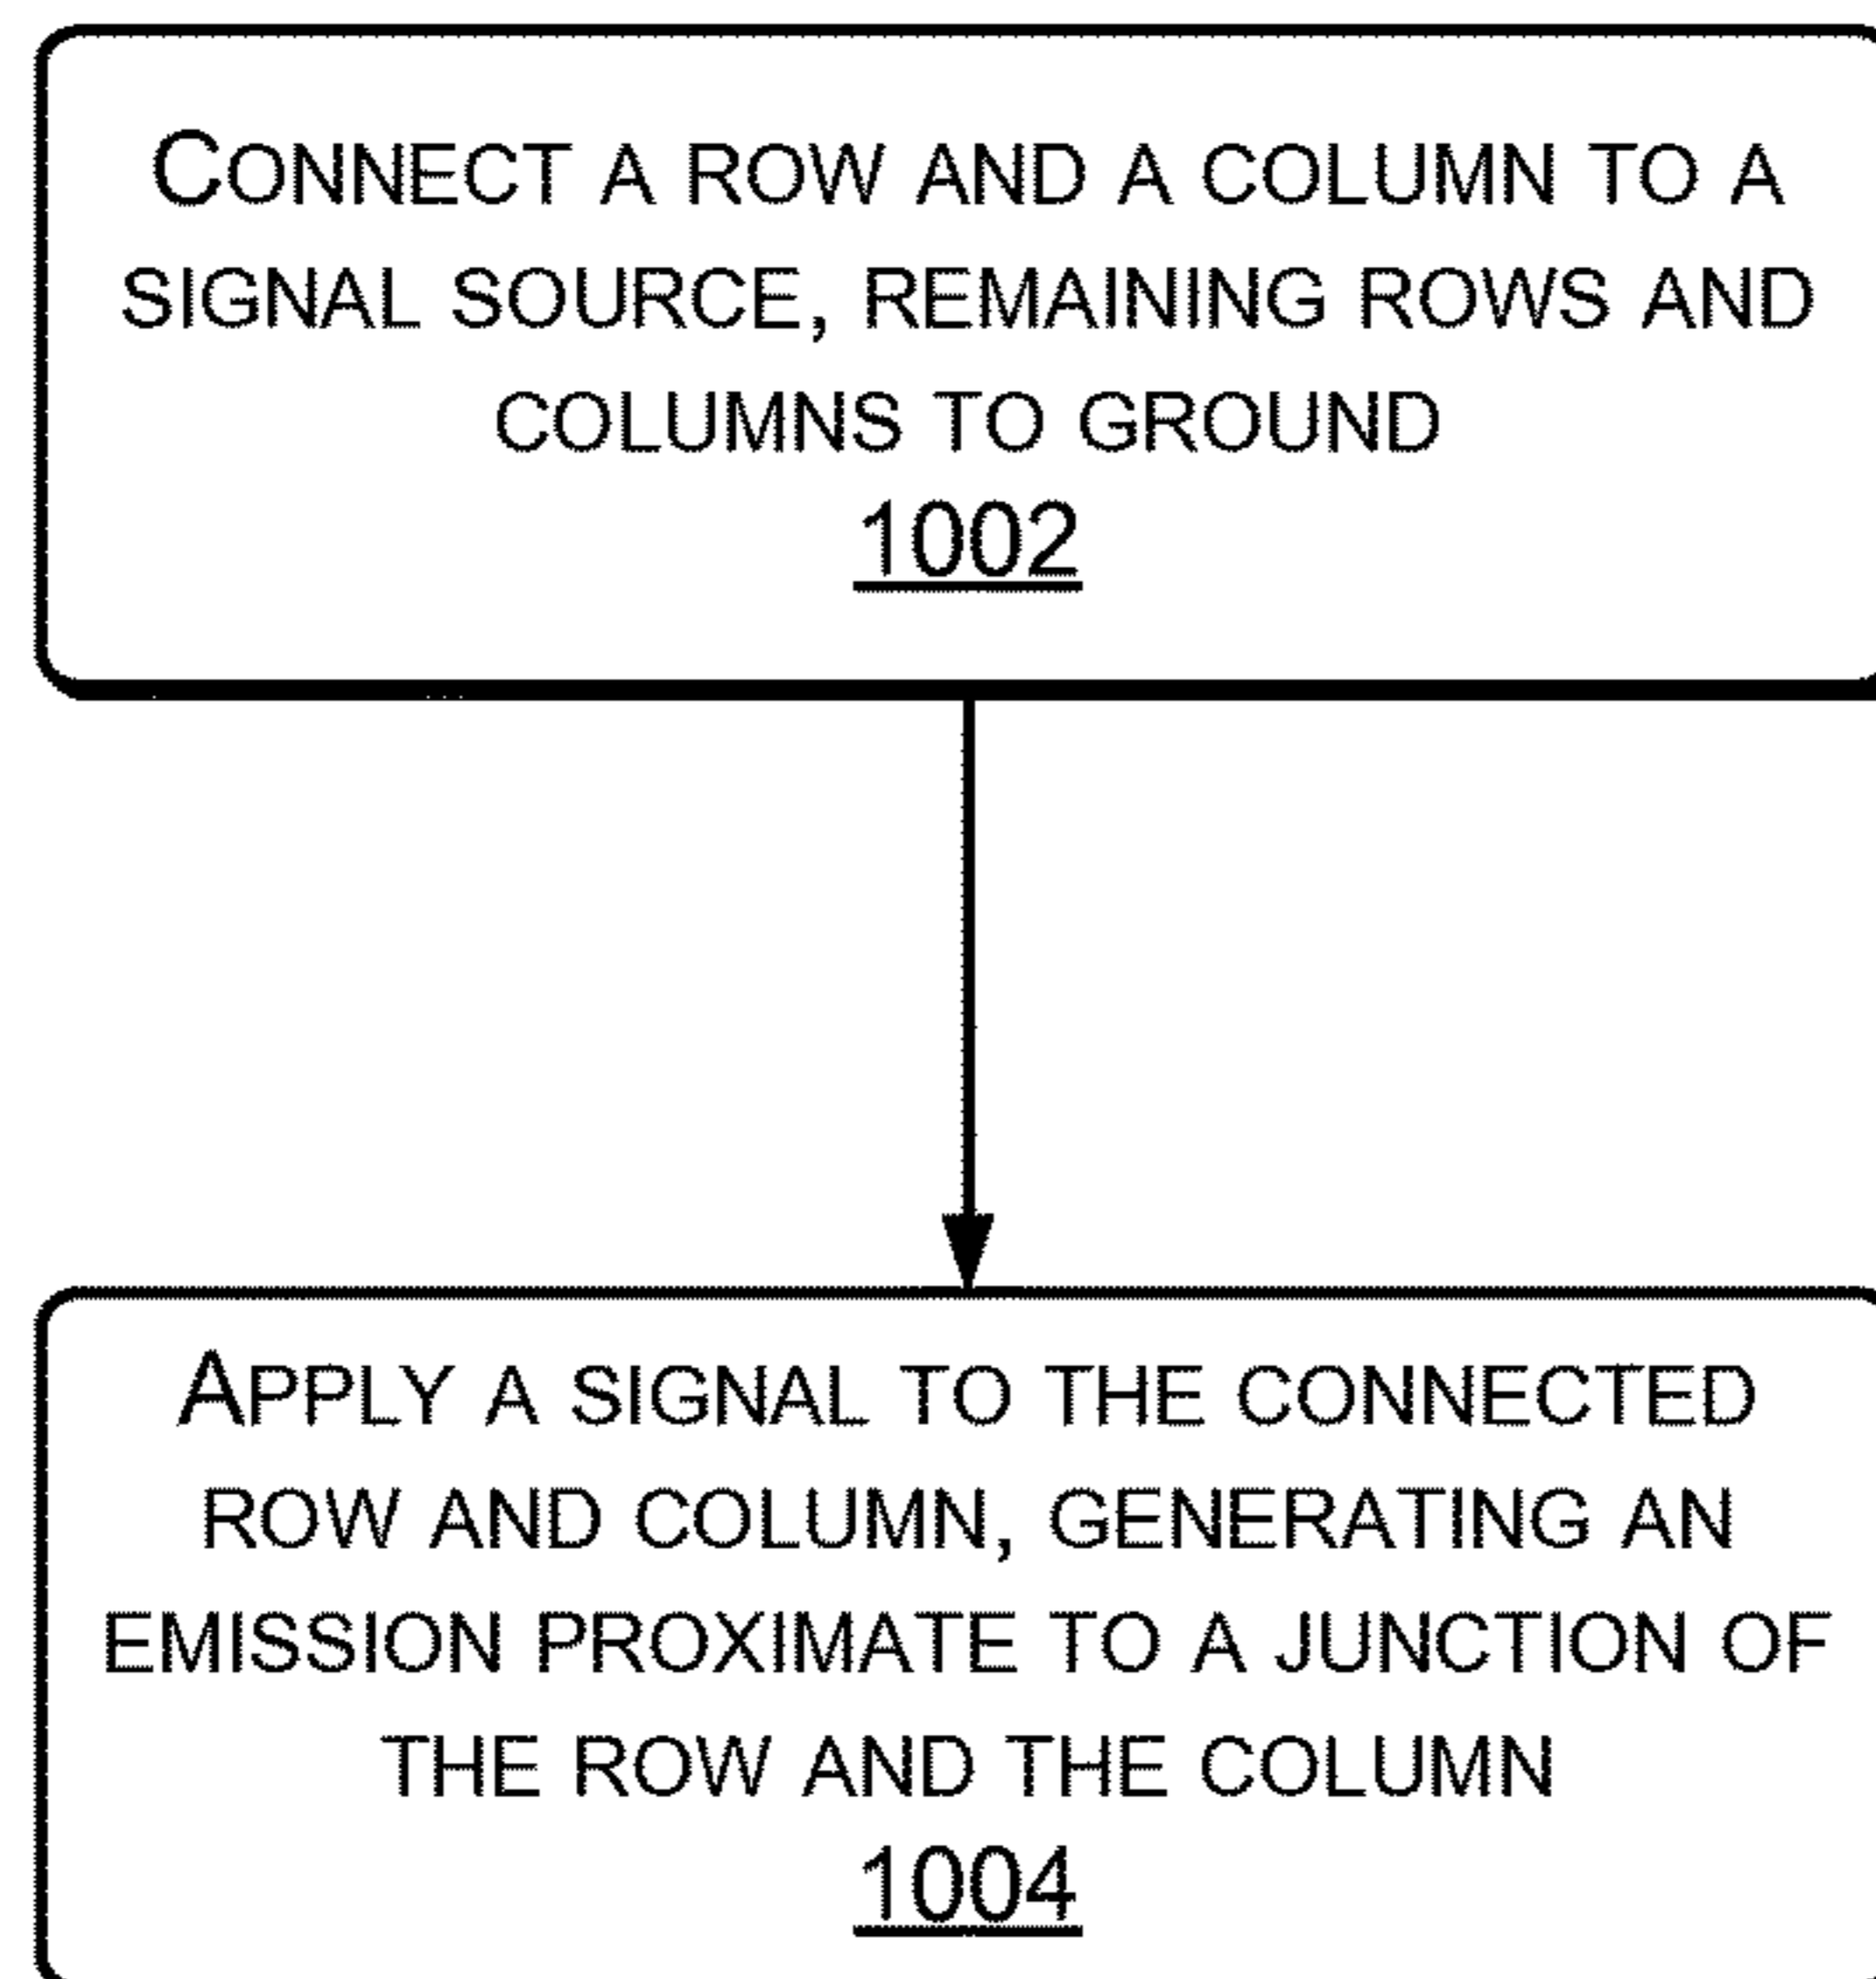 CONNECT A ROW AND A COLUMN TO A
SIGNAL SOURCE, REMAINING ROWS AND
COLUMNS TO GROUND
1002
APPLY A SIGNAL TO THE CONNECTED
ROW AND COLUMN, GENERATING AN
EMISSION PROXIMATE TO A JUNCTION OF
THE ROW AND THE COLUMN
1004